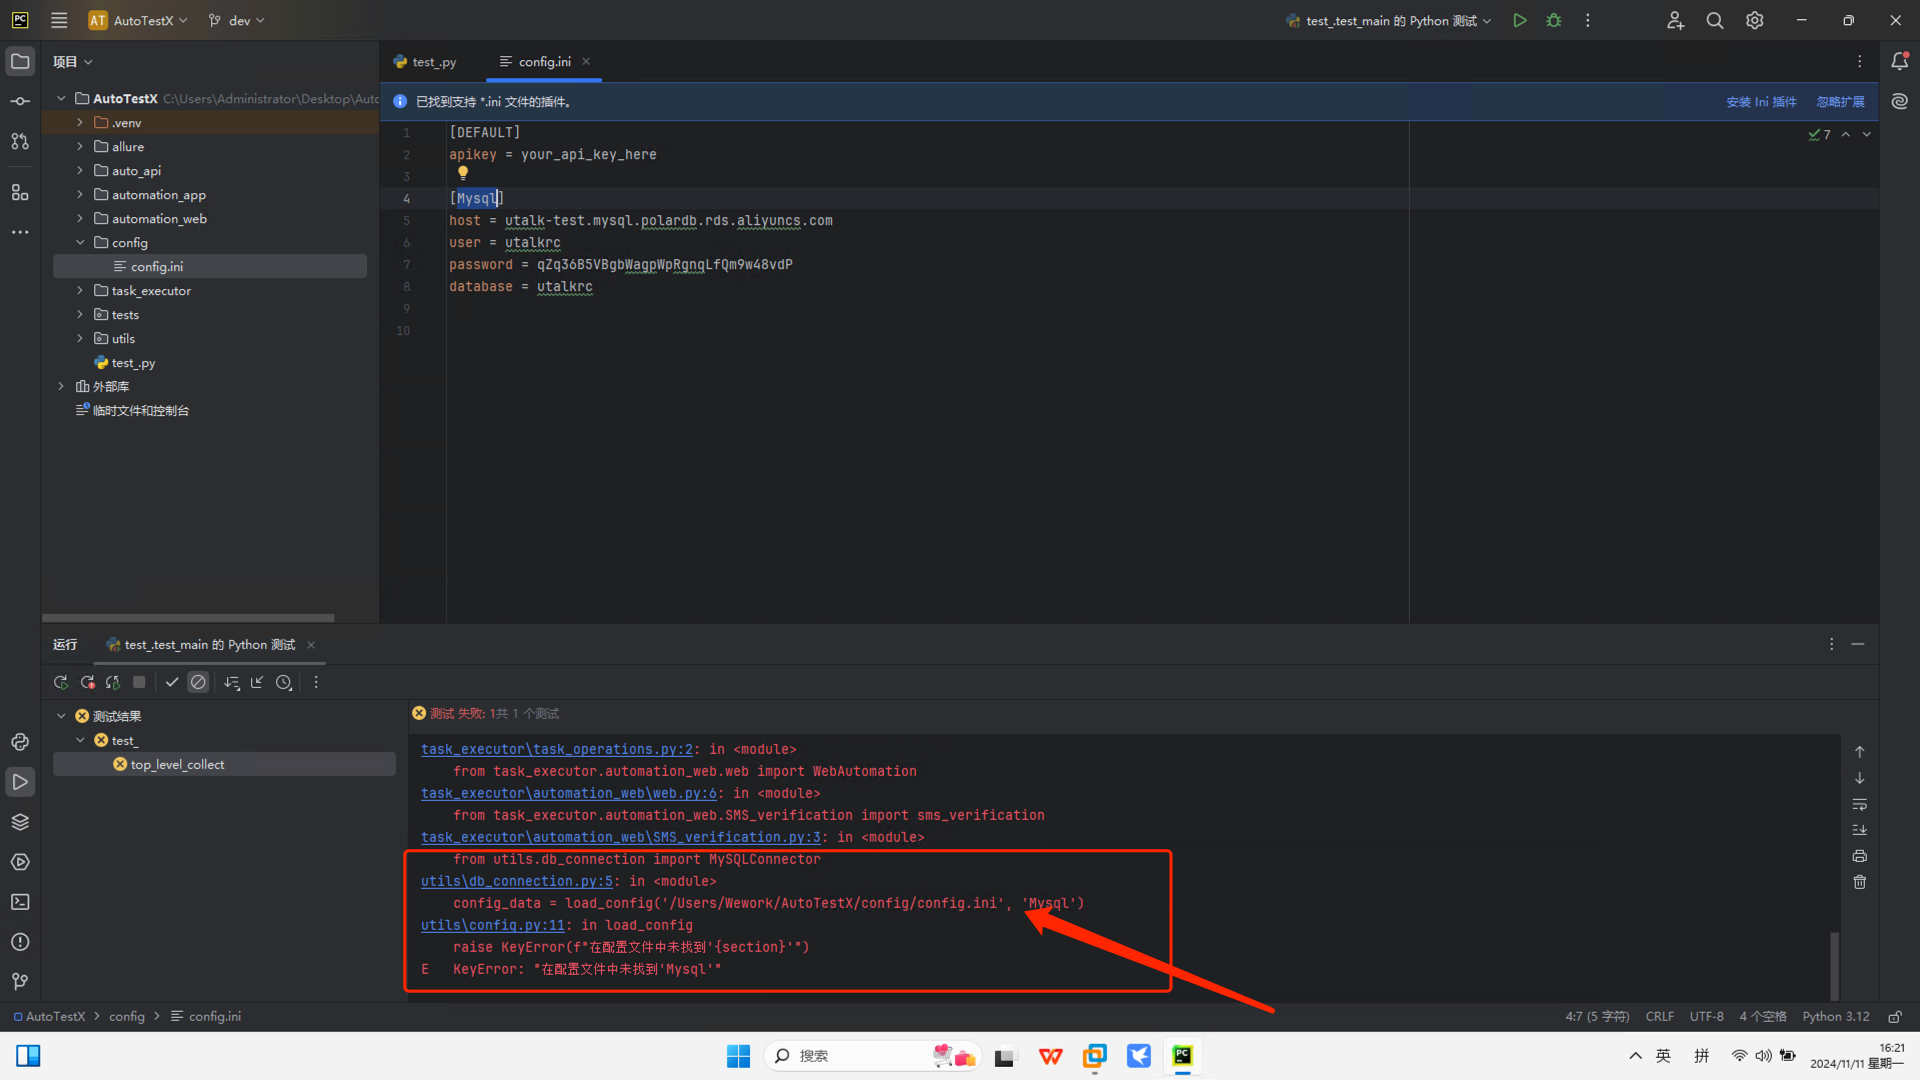 PC
AT AutoTestX
dev
test_.test_main 的 Python 测试
项目
test_.py
config.ini
AutoTestX C:\Users\Administrator\Desktop\Autc
已找到支持 *.ini 文件的插件。
安装 Ini 插件
忽略扩展
.venv
allure
auto_api
automation_app
automation_web
config
config.ini
task_executor
tests
utils
test_.py
外部库
临时文件和控制台
1 [DEFAULT]
2 apikey = your_api_key_here
3
4 [Mysql]
5 host = utalk-test.mysql.polardb.rds.aliyuncs.com
6 user = utalkrc
7 password = qZq36B5VBgbWagpWpRgnqLfQm9w48vdP
8 database = utalkrc
9
10
7
运行
test_.test_main 的 Python 测试
测试结果
test_
top_level_collect
测试 失败: 1共 1 个测试
task_executor\task_operations.py:2: in <module>
from task_executor.automation_web.web import WebAutomation
task_executor\automation_web\web.py:6: in <module>
from task_executor.automation_web.SMS_verification import sms_verification
task_executor\automation_web\SMS_verification.py:3: in <module>
from utils.db_connection import MySQLConnector
utils\db_connection.py:5: in <module>
config_data = load_config('/Users/Wework/AutoTestX/config/config.ini', 'Mysql')
utils\config.py:11: in load_config
raise KeyError(f"在配置文件中未找到'{section}'")
E KeyError: "在配置文件中未找到'Mysql'"
AutoTestX > config > config.ini
4:7 (5 字符)
CRLF
UTF-8
4 个空格
Python 3.12
搜索
PC
英
拼
16:21
2024/11/11 星期一